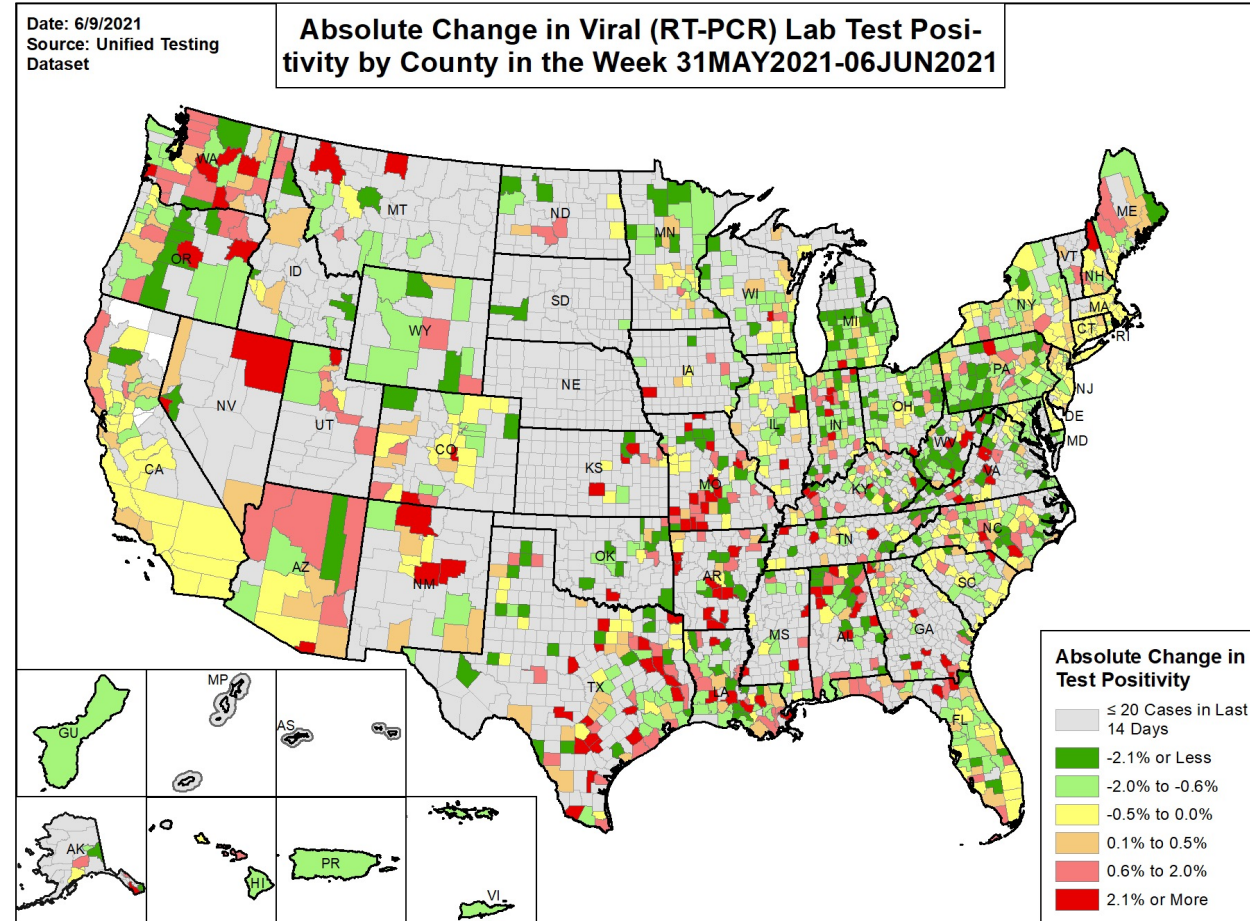 Date: 6/9/2021
Source: Unified Testing
Dataset
Absolute Change in Viral (RT-PCR) Lab Test Posi-
tivity by County in the Week 31MAY2021-06JUN2021
WA
MT
ND
MN
ME
OR
ID
SD
WI
MI
VT
NH
NY
MA
CT
RI
WY
NE
IA
PA
NJ
NV
UT
CO
IL
IN
OH
DE
MD
WV
VA
CA
KS
MO
KY
AZ
NM
OK
AR
TN
NC
SC
MS
AL
GA
TX
LA
FL
GU
MP
AS
AK
HI
PR
VI
Absolute Change in
Test Positivity
≤ 20 Cases in Last
14 Days
-2.1% or Less
-2.0% to -0.6%
-0.5% to 0.0%
0.1% to 0.5%
0.6% to 2.0%
2.1% or More